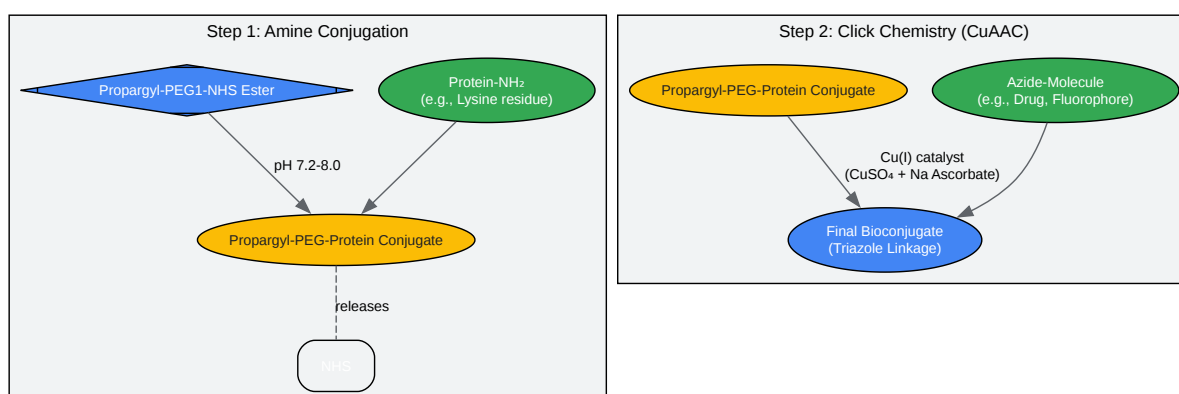 Step 1: Amine Conjugation
Propargyl-PEG1-NHS Ester
Protein-NH₂
(e.g., Lysine residue)
pH 7.2-8.0
Propargyl-PEG-Protein Conjugate
releases
NHS
Step 2: Click Chemistry (CuAAC)
Propargyl-PEG-Protein Conjugate
Azide-Molecule
(e.g., Drug, Fluorophore)
Cu(I) catalyst
(CuSO₄ + Na Ascorbate)
Final Bioconjugate
(Triazole Linkage)